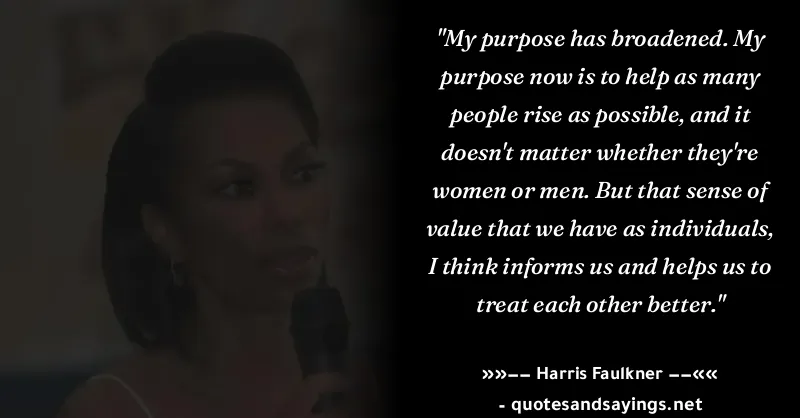 "My purpose has broadened. My
purpose now is to help as many
people rise as possible, and it
doesn't matter whether they're
women or men. But that sense of
value that we have as individuals,
I think informs us and helps us to
treat each other better."
»»−− Harris Faulkner −−««
- quotesandsayings.net